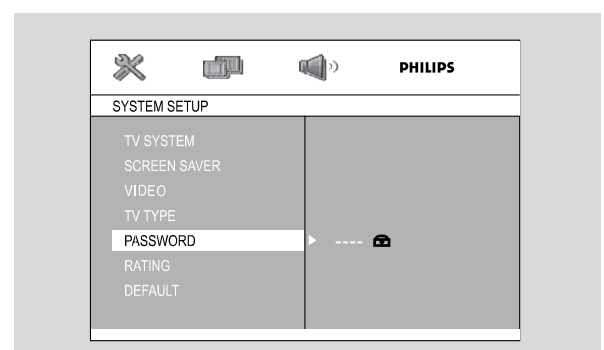 PHILIPS
SYSTEM SETUP
TV SYSTEM
SCREEN SAVER
VIDEO
TV TYPE
PASSWORD ----
RATING
DEFAULT